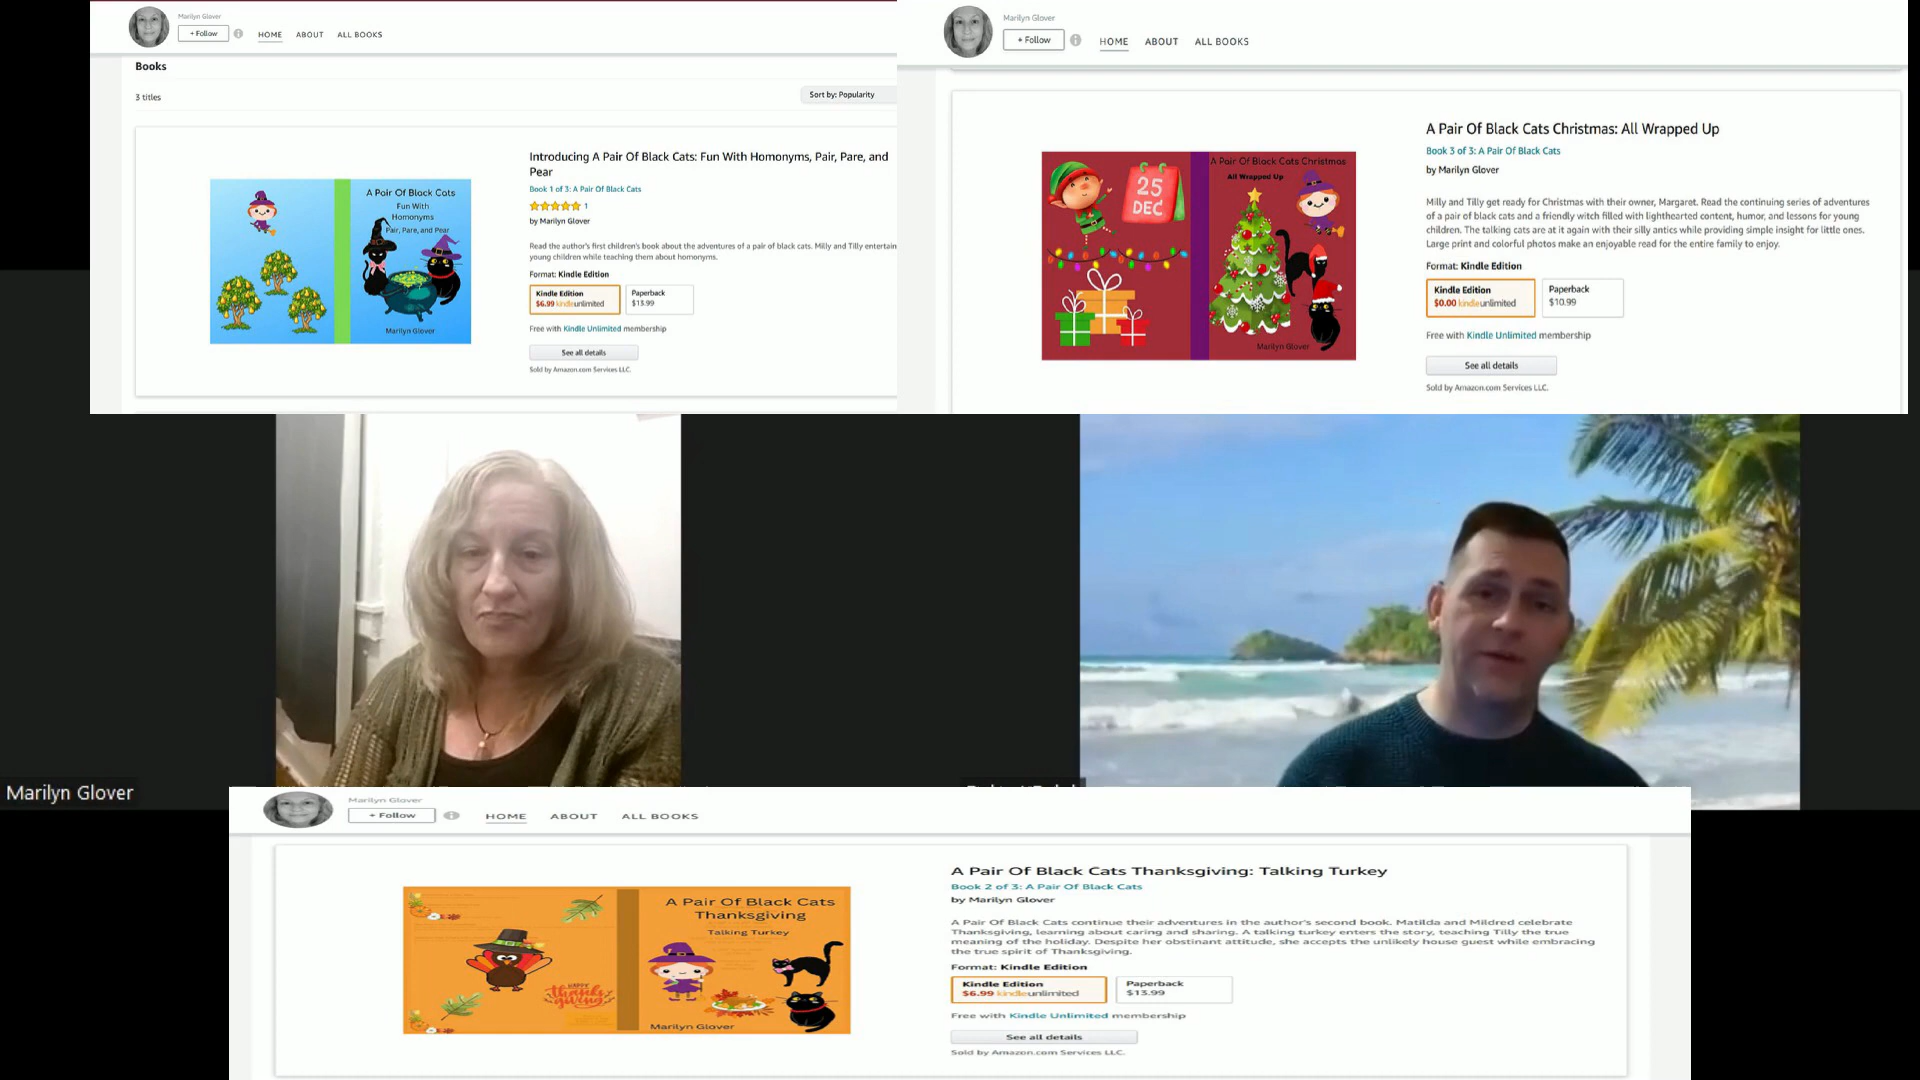 Marilyn Glover
+ Follow
HOME ABOUT ALL BOOKS
Books
3 titles
Sort by: Popularity
A Pair Of Black Cats
Fun With
Homonyms
Pair, Pare, and Pear
Marilyn Glover
Introducing A Pair Of Black Cats: Fun With Homonyms, Pair, Pare, and
Pear
Book 1 of 3: A Pair Of Black Cats
1
by Marilyn Glover
Read the author's first children's book about the adventures of a pair of black cats. Milly and Tilly entertain
young children while teaching them about homonyms.
Format: Kindle Edition
Kindle Edition
$6.99 kindleunlimited
Paperback
$13.99
Free with Kindle Unlimited membership
See all details
Sold by Amazon.com Services LLC.
Marilyn Glover
+ Follow
HOME ABOUT ALL BOOKS
25
DEC
A Pair Of Black Cats Christmas
All Wrapped Up
Marilyn Glover
A Pair Of Black Cats Christmas: All Wrapped Up
Book 3 of 3: A Pair Of Black Cats
by Marilyn Glover
Milly and Tilly get ready for Christmas with their owner, Margaret. Read the continuing series of adventures
of a pair of black cats and a friendly witch filled with lighthearted content, humor, and lessons for young
children. The talking cats are at it again with their silly antics while providing simple insight for little ones.
Large print and colorful photos make an enjoyable read for the entire family to enjoy.
Format: Kindle Edition
Kindle Edition
$0.00 kindleunlimited
Paperback
$10.99
Free with Kindle Unlimited membership
See all details
Sold by Amazon.com Services LLC.
Marilyn Glover
Marilyn Glover
+ Follow
HOME ABOUT ALL BOOKS
HAPPY
thanks
giving
A Pair Of Black Cats
Thanksgiving
Talking Turkey
Marilyn Glover
A Pair Of Black Cats Thanksgiving: Talking Turkey
Book 2 of 3: A Pair Of Black Cats
by Marilyn Glover
A Pair Of Black Cats continue their adventures in the author's second book. Matilda and Mildred celebrate
Thanksgiving, learning about caring and sharing. A talking turkey enters the story, teaching Tilly the true
meaning of the holiday. Despite her obstinant attitude, she accepts the unlikely house guest while embracing
the true spirit of Thanksgiving.
Format: Kindle Edition
Kindle Edition
$6.99 kindleunlimited
Paperback
$13.99
Free with Kindle Unlimited membership
See all details
Sold by Amazon.com Services LLC.